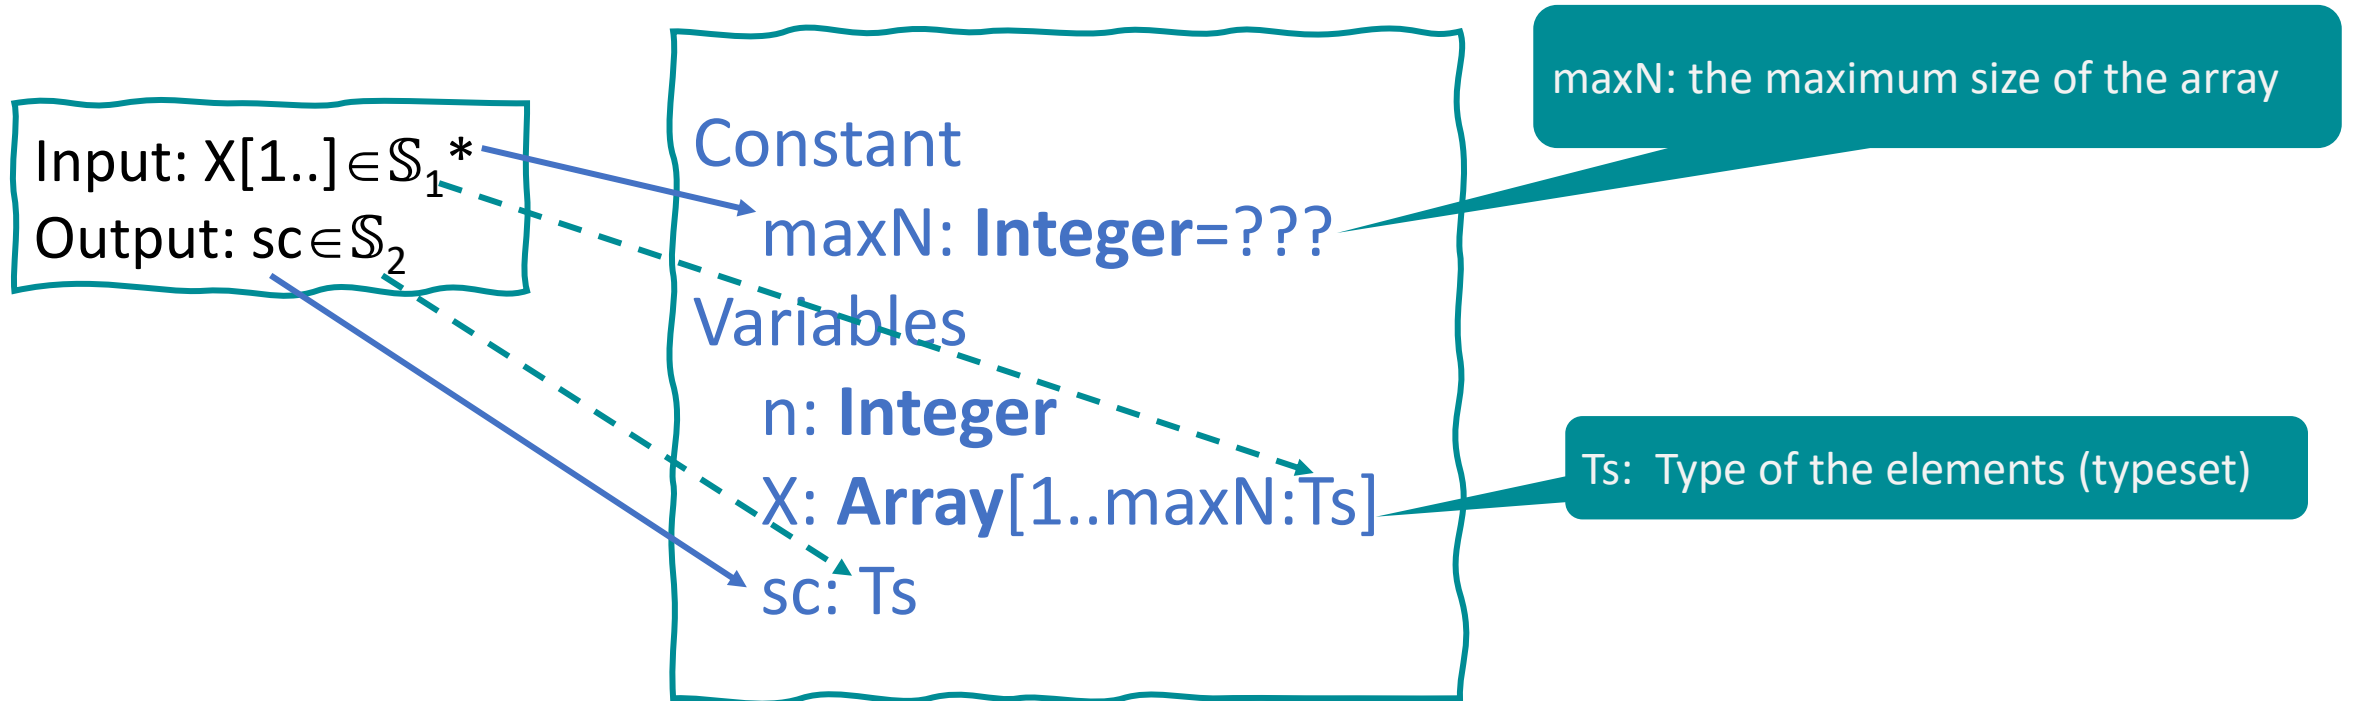 Input: X[1..]∈𝕊₁*
Output: sc∈𝕊₂
Constant
maxN: Integer=???
Variables
n: Integer
X: Array[1..maxN:Ts]
sc: Ts
maxN: the maximum size of the array
Ts: Type of the elements (typeset)